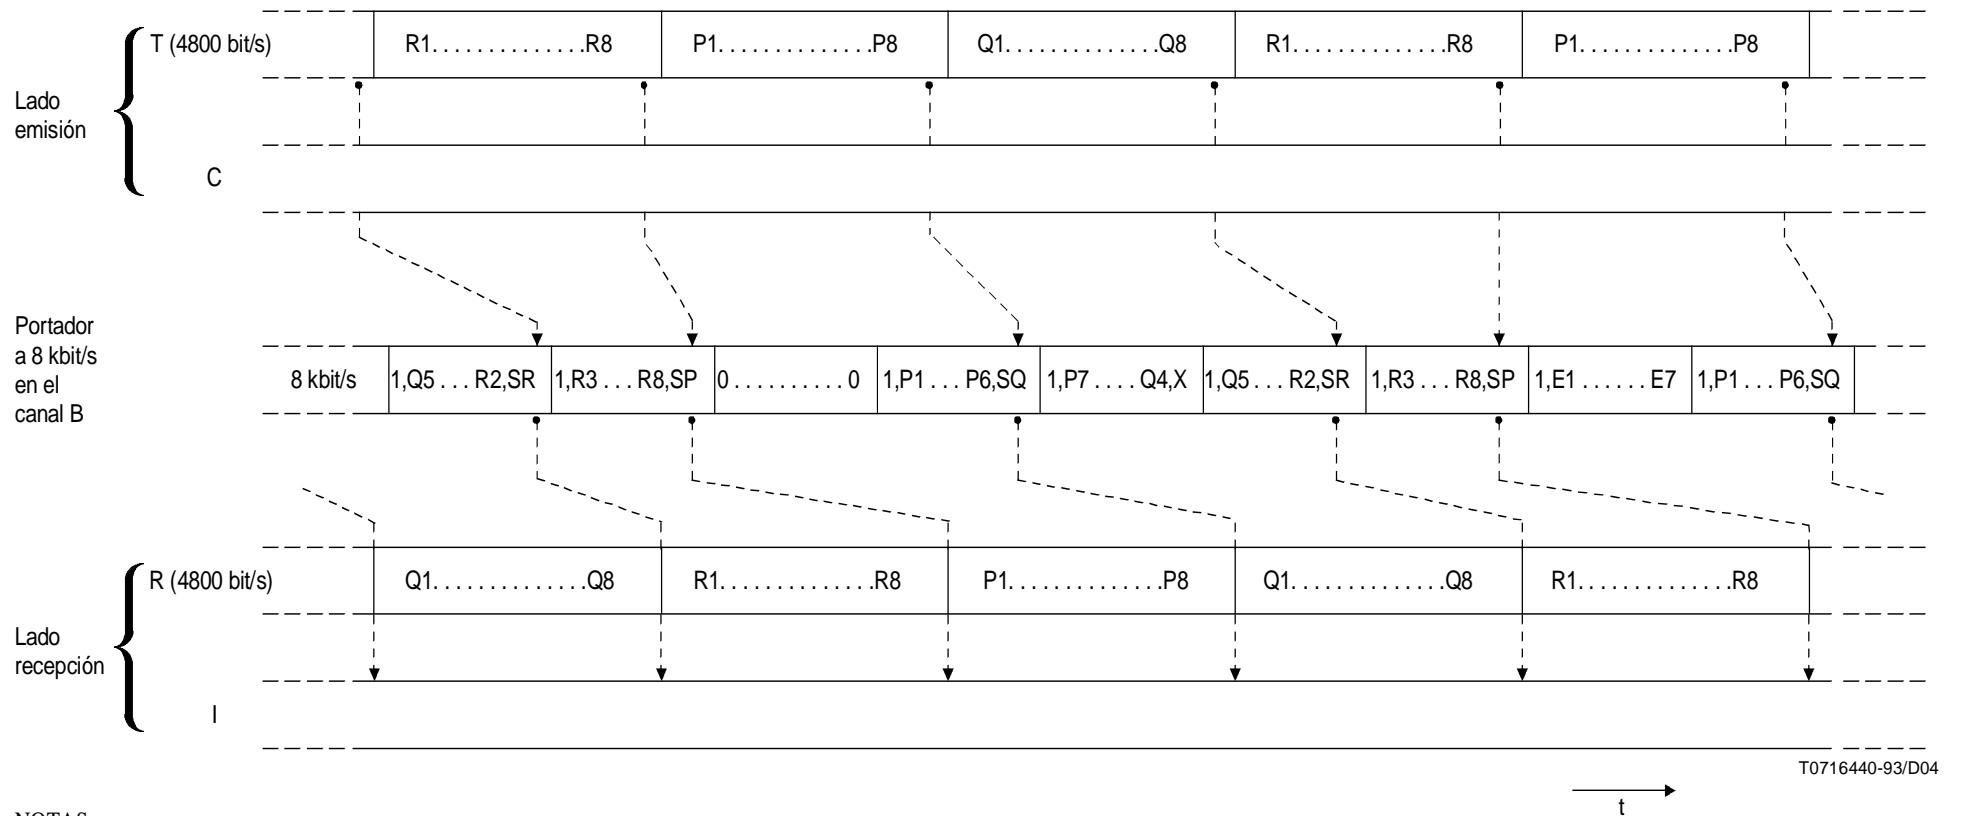 T (4800 bit/s) R1. . . . . . . . . . . . . .R8 P1. . . . . . . . . . . . . .P8 Q1. . . . . . . . . . . . . .Q8 R1. . . . . . . . . . . . . .R8 P1. . . . . . . . . . . . . .P8
Lado
emisión
C
Portador
a 8 kbit/s
en el
canal B
8 kbit/s 1,Q5 . . . R2,SR 1,R3 . . . R8,SP 0 . . . . . . . . . . 0 1,P1 . . . P6,SQ 1,P7 . . . . Q4,X 1,Q5 . . . R2,SR 1,R3 . . . R8,SP 1,E1 . . . . . . E7 1,P1 . . . P6,SQ
R (4800 bit/s) Q1. . . . . . . . . . . . . .Q8 R1. . . . . . . . . . . . . .R8 P1. . . . . . . . . . . . . .P8 Q1. . . . . . . . . . . . . .Q8 R1. . . . . . . . . . . . . .R8
Lado
recepción
I
T0716440-93/D04
t
NOTAS